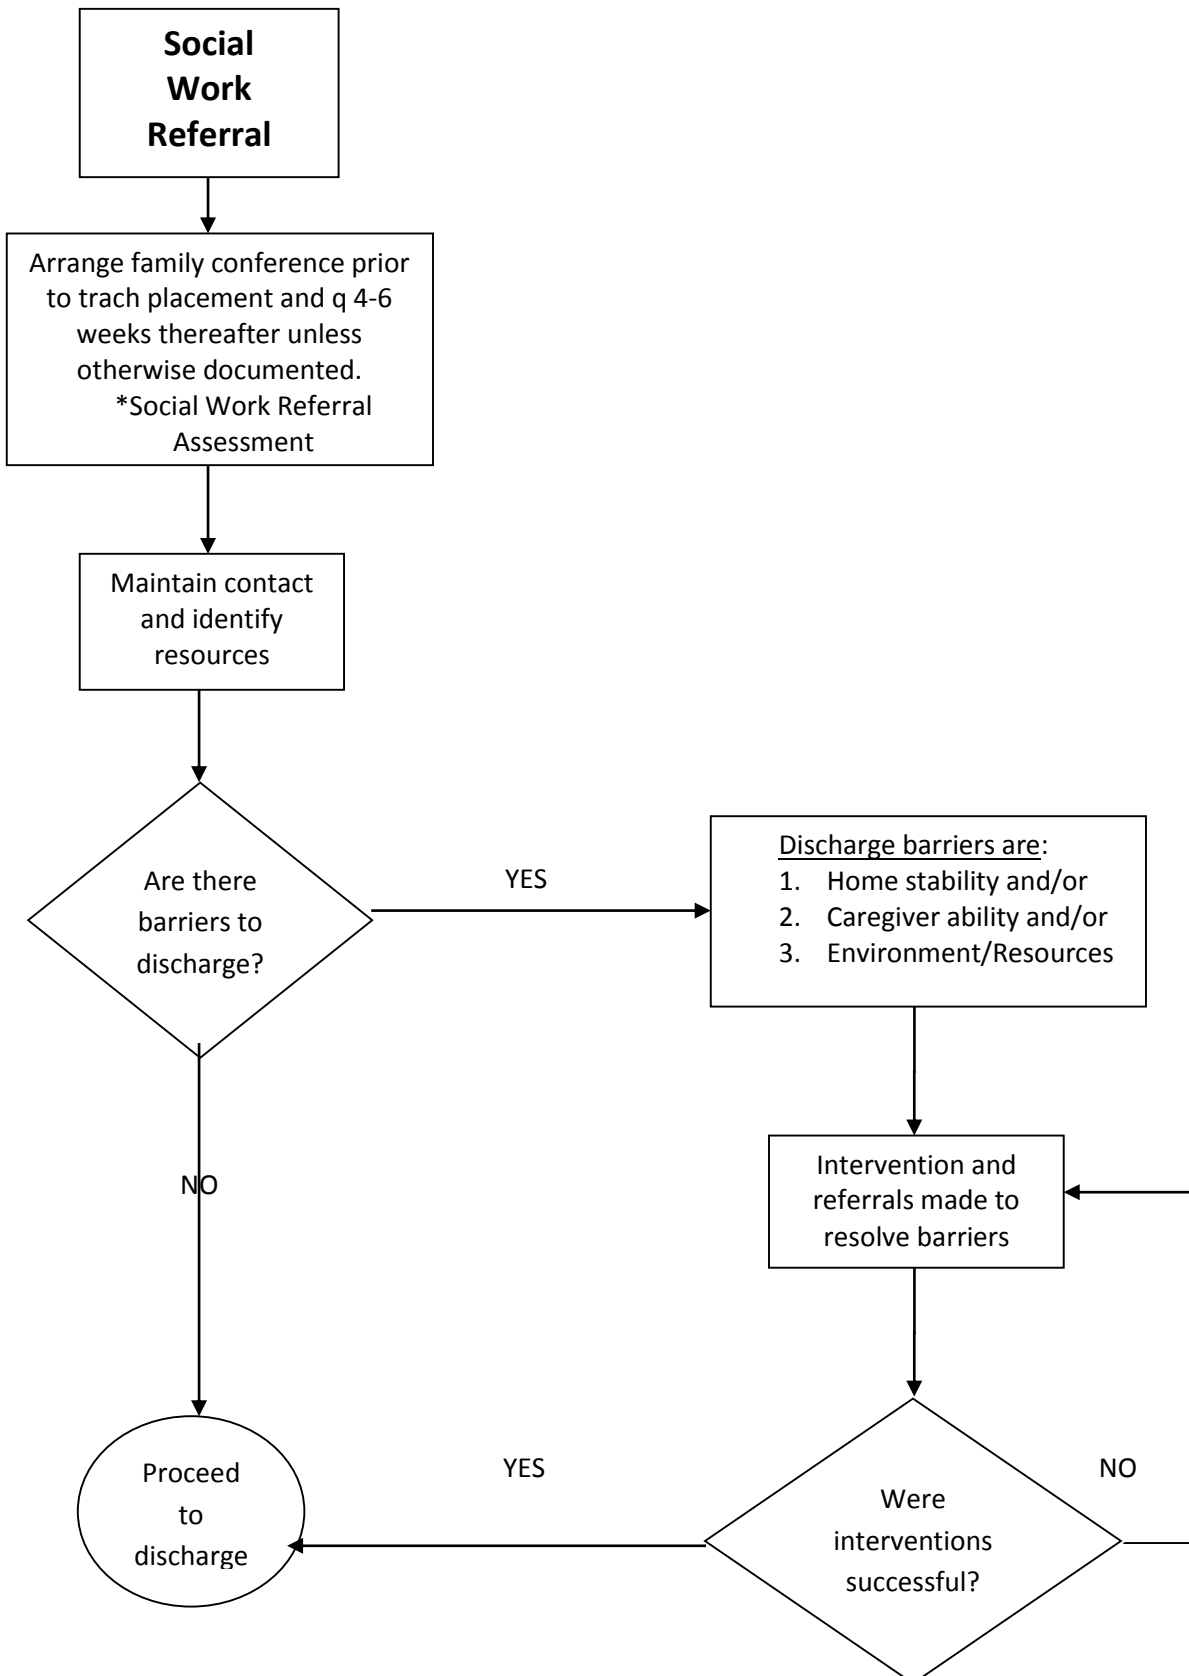 Social
Work
Referral
Arrange family conference prior
to trach placement and q 4-6
weeks thereafter unless
otherwise documented.
*Social Work Referral
Assessment
Maintain contact
and identify
resources
Are there
barriers to
discharge?
YES
Discharge barriers are:
1. Home stability and/or
2. Caregiver ability and/or
3. Environment/Resources
NO
Intervention and
referrals made to
resolve barriers
Proceed
to
discharge
YES
Were
interventions
successful?
NO